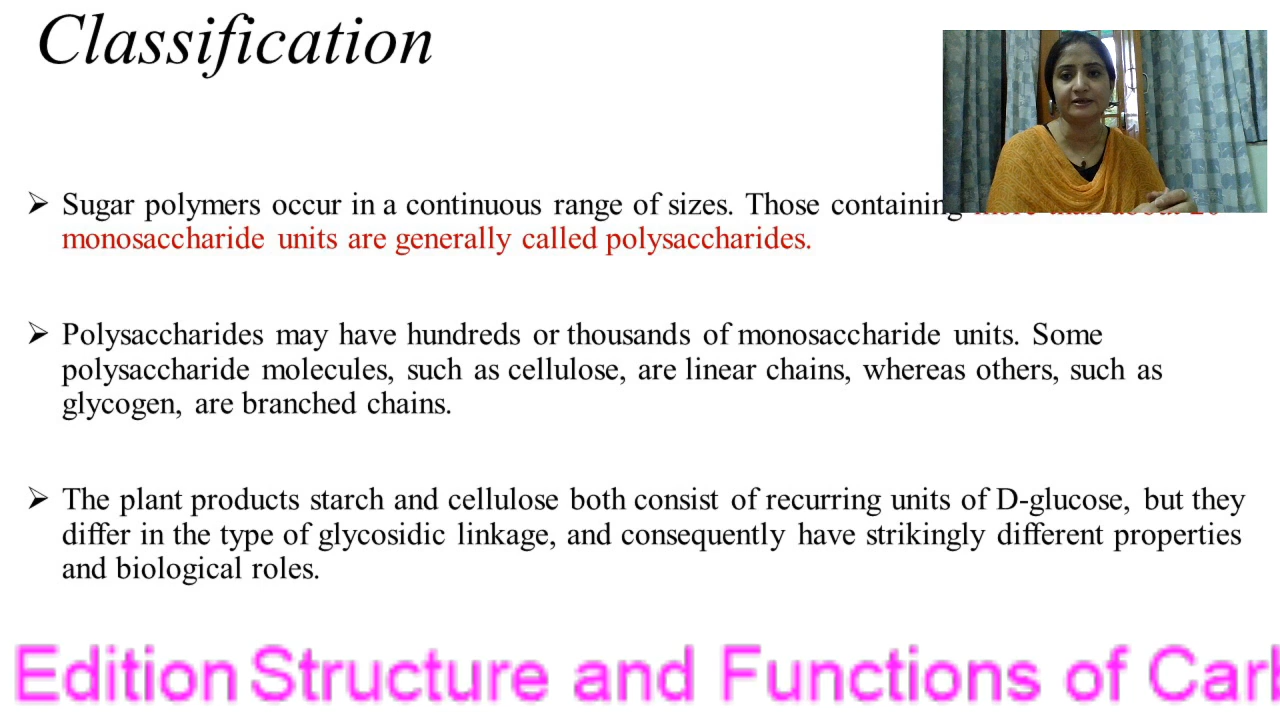 Classification
➢ Sugar polymers occur in a continuous range of sizes. Those containing
monosaccharide units are generally called polysaccharides.
➢ Polysaccharides may have hundreds or thousands of monosaccharide units. Some
polysaccharide molecules, such as cellulose, are linear chains, whereas others, such as
glycogen, are branched chains.
➢ The plant products starch and cellulose both consist of recurring units of D-glucose, but they
differ in the type of glycosidic linkage, and consequently have strikingly different properties
and biological roles.
Edition Structure and Functions of